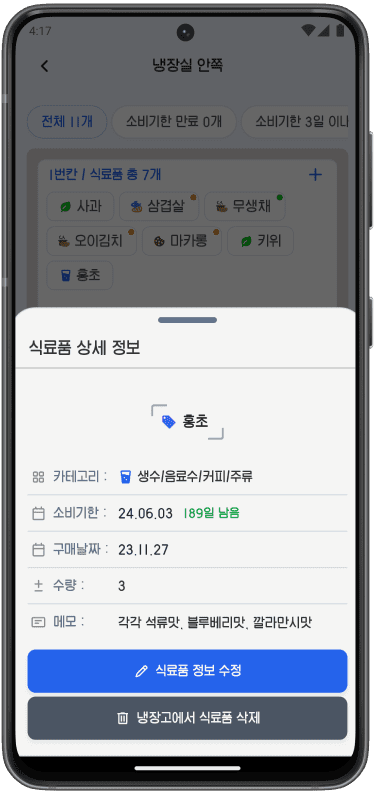 4:17
냉장실 안쪽
전체 11개
소비기한 만료 0개
소비기한 3일 이내
1번칸 / 식료품 총 7개
사과
삼겹살
무생채
오이김치
마카롱
키위
홍초
식료품 상세 정보
홍초
카테고리 : 생수/음료수/커피/주류
소비기한 : 24.06.03 189일 남음
구매날짜 : 23.11.27
수량 : 3
메모 : 각각 석류맛, 블루베리맛, 깔라만시맛
식료품 정보 수정
냉장고에서 식료품 삭제